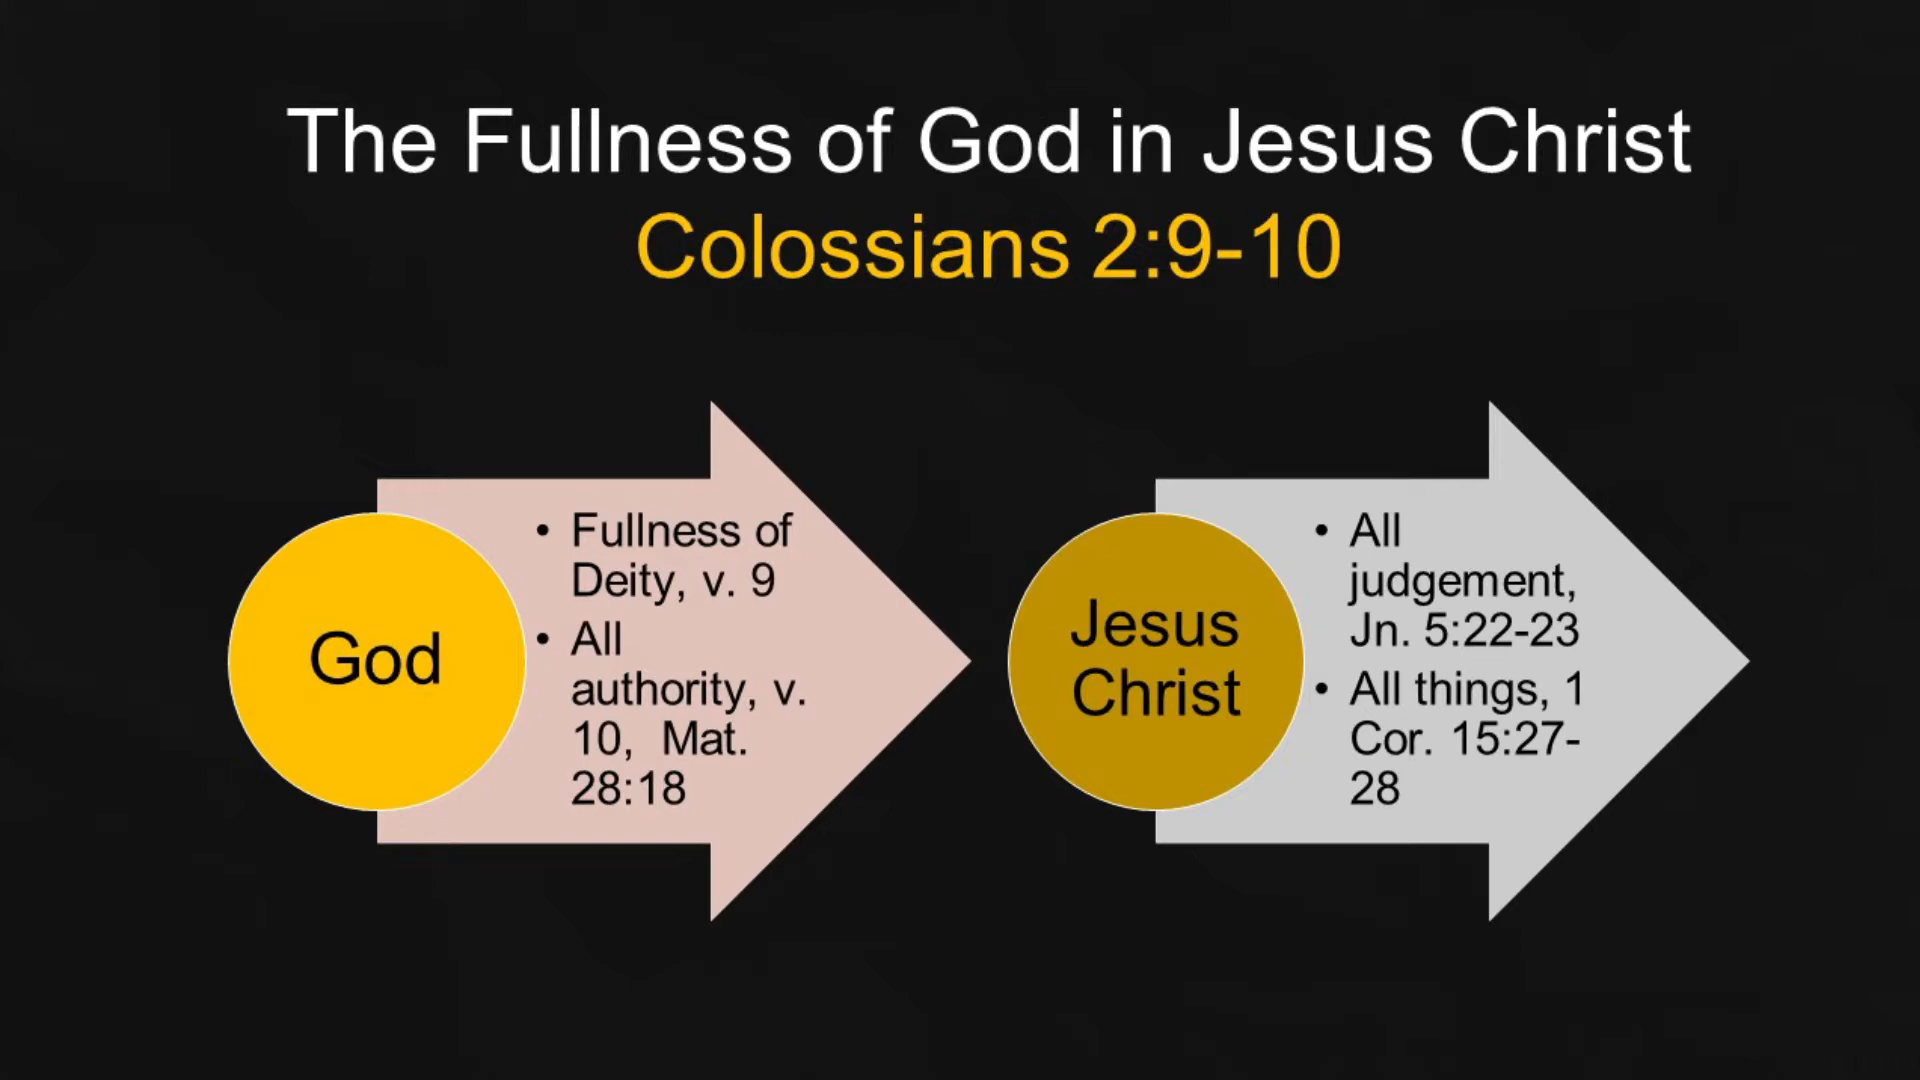 The Fullness of God in Jesus Christ
Colossians 2:9-10
God
• Fullness of
Deity, v. 9
• All
authority, v.
10,  Mat.
28:18
Jesus
Christ
• All
judgement,
Jn. 5:22-23
• All things, 1
Cor. 15:27-
28